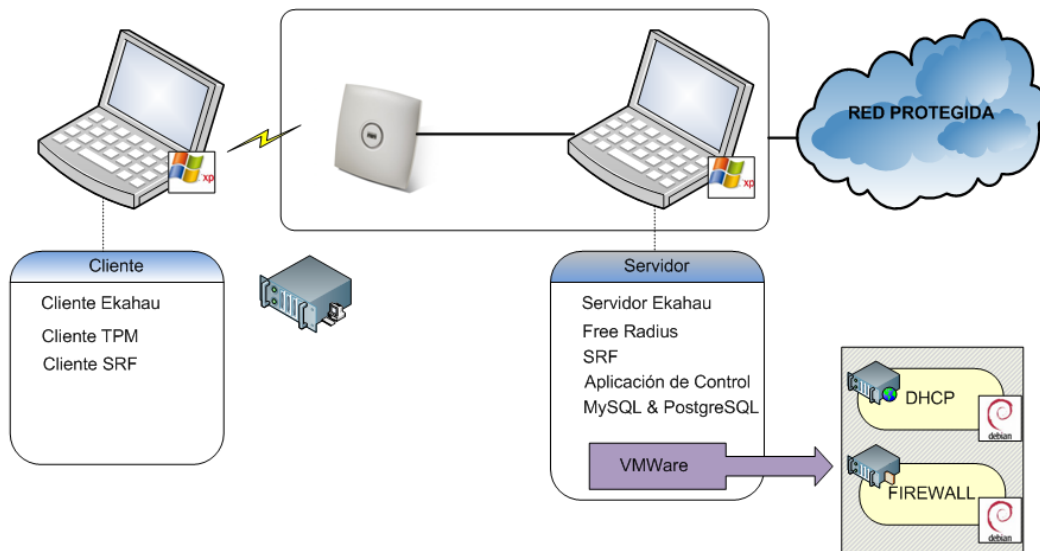 RED PROTEGIDA
xp
xp
Cliente
Cliente Ekahau
Cliente TPM
Cliente SRF
Servidor
Servidor Ekahau
Free Radius
SRF
Aplicación de Control
MySQL & PostgreSQL
VMWare
DHCP
debian
FIREWALL
debian